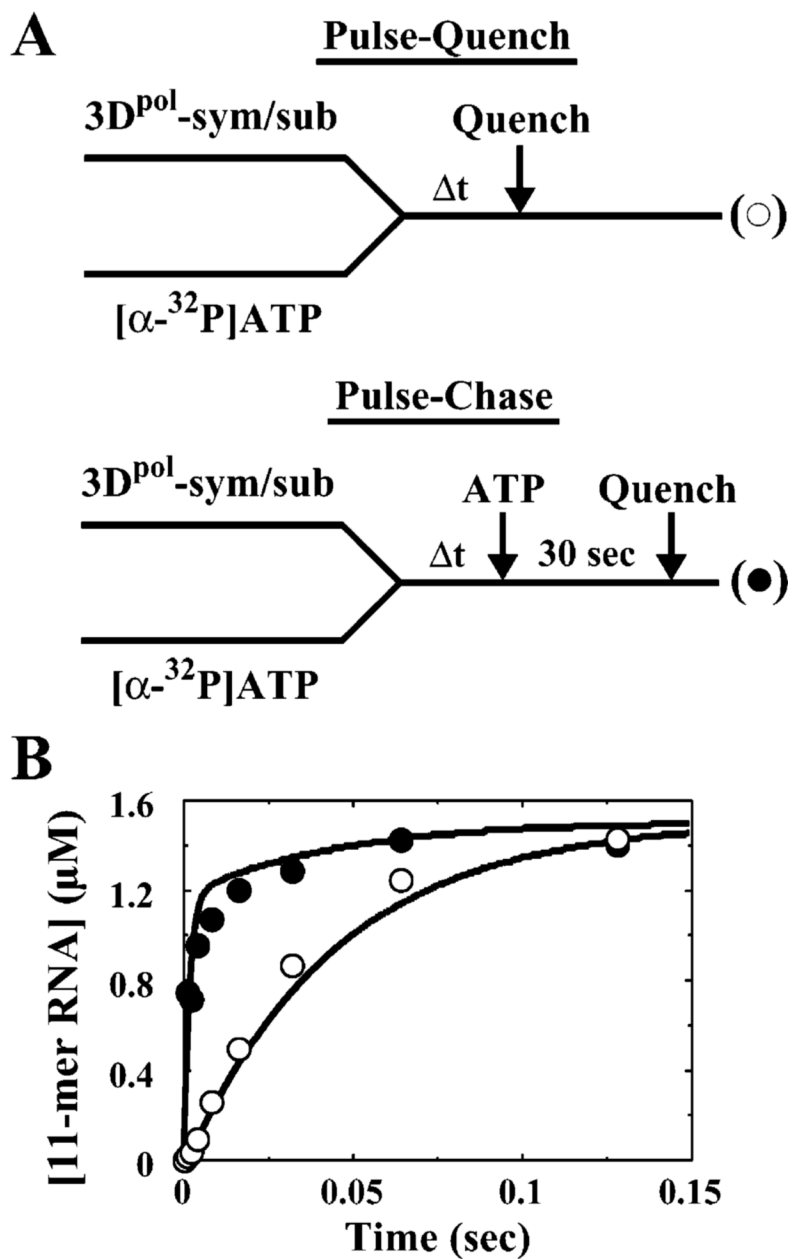 A
Pulse-Quench
3Dpol-sym/sub
Quench
Δt
(○)
[α-32P]ATP
Pulse-Chase
3Dpol-sym/sub
ATP
Quench
Δt
30 sec
(●)
[α-32P]ATP
B
[11-mer RNA] (μM)
1.6
1.2
0.8
0.4
0
0 0.05 0.1 0.15
Time (sec)